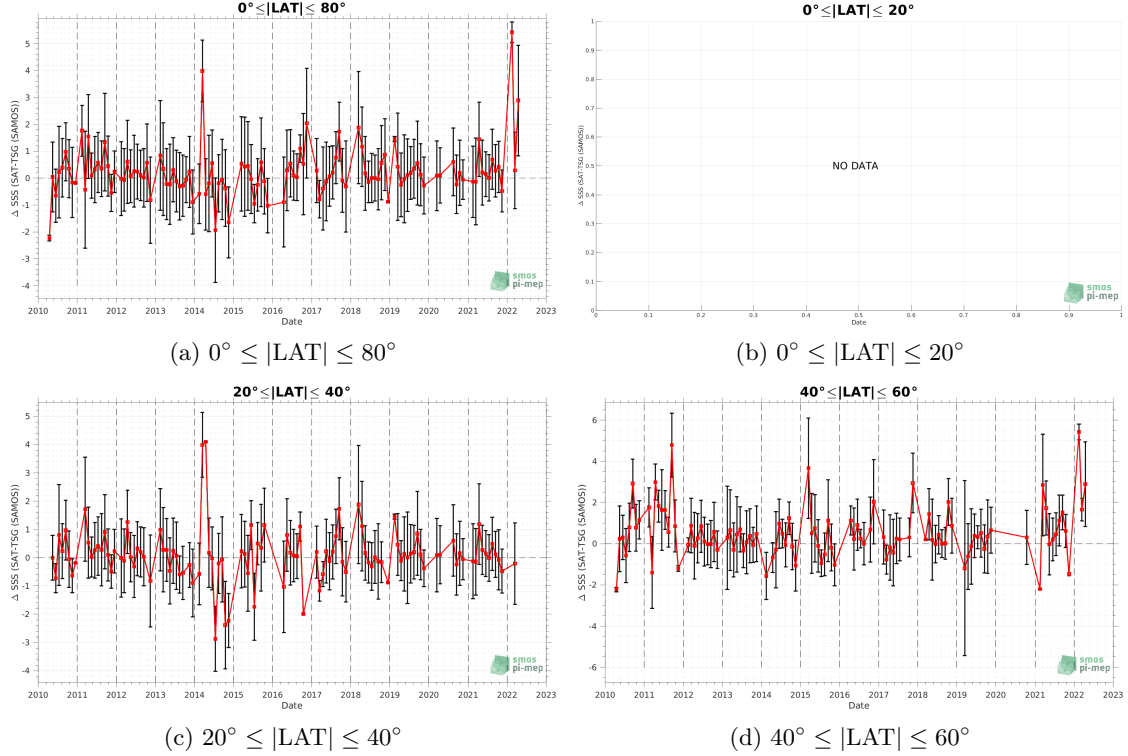 0°≤|LAT|≤ 80°
Δ SSS (SAT-TSG (SAMOS))
5
4
3
2
1
0
-1
-2
-3
-4
2010 2011 2012 2013 2014 2015 2016 2017 2018 2019 2020 2021 2022 2023
Date
smos
pi-mep
(a) 0° ≤ |LAT| ≤ 80°
0°≤|LAT|≤ 20°
Δ SSS (SAT-TSG (SAMOS))
1
0.9
0.8
0.7
0.6
0.5
0.4
0.3
0.2
0.1
0
NO DATA
0 0.1 0.2 0.3 0.4 0.5 0.6 0.7 0.8 0.9 1
Date
smos
pi-mep
(b) 0° ≤ |LAT| ≤ 20°
20°≤|LAT|≤ 40°
Δ SSS (SAT-TSG (SAMOS))
5
4
3
2
1
0
-1
-2
-3
-4
2010 2011 2012 2013 2014 2015 2016 2017 2018 2019 2020 2021 2022 2023
Date
smos
pi-mep
(c) 20° ≤ |LAT| ≤ 40°
40°≤|LAT|≤ 60°
Δ SSS (SAT-TSG (SAMOS))
6
4
2
0
-2
-4
-6
2010 2011 2012 2013 2014 2015 2016 2017 2018 2019 2020 2021 2022 2023
Date
smos
pi-mep
(d) 40° ≤ |LAT| ≤ 60°